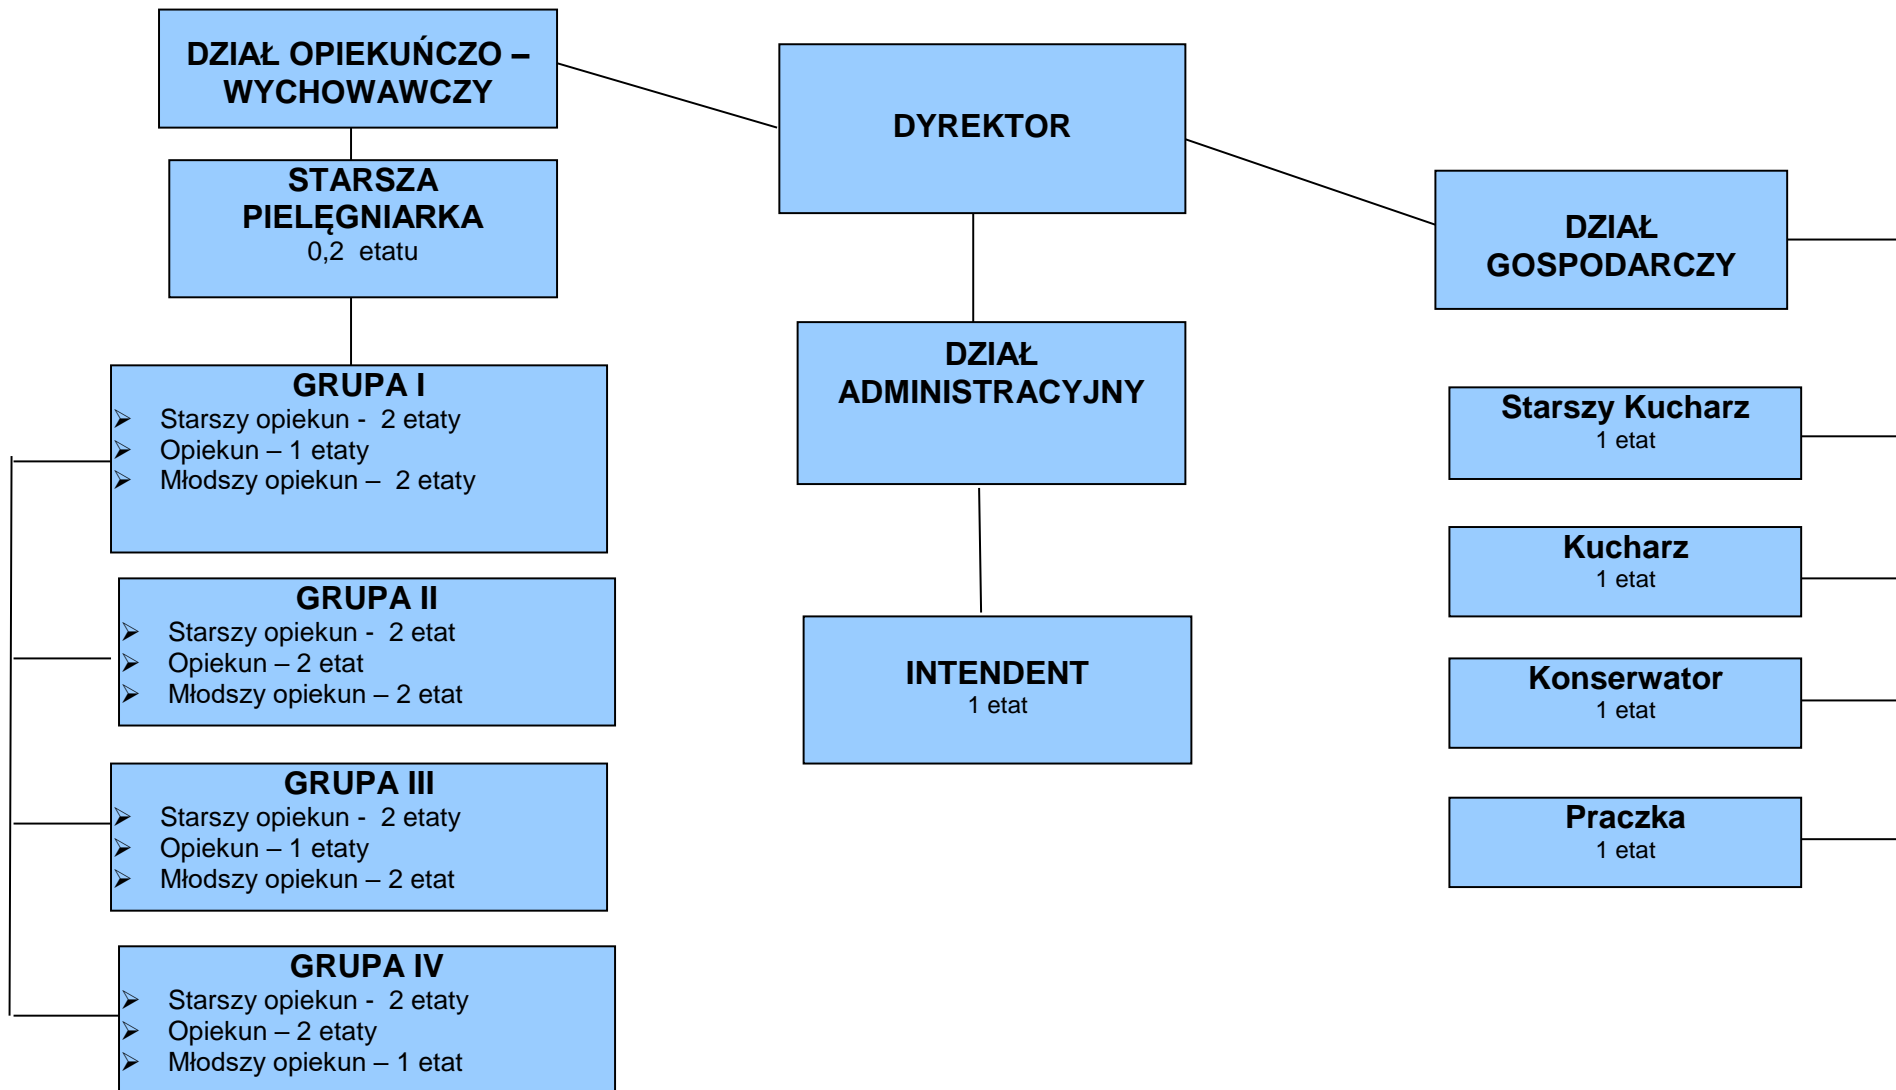 DZIAŁ OPIEKUŃCZO –
WYCHOWAWCZY
STARSZA
PIELĘGNIARKA
0,2 etatu
GRUPA I
➢ Starszy opiekun - 2 etaty
➢ Opiekun – 1 etaty
➢ Młodszy opiekun – 2 etaty
GRUPA II
➢ Starszy opiekun - 2 etat
➢ Opiekun – 2 etat
➢ Młodszy opiekun – 2 etat
GRUPA III
➢ Starszy opiekun - 2 etaty
➢ Opiekun – 1 etaty
➢ Młodszy opiekun – 2 etat
GRUPA IV
➢ Starszy opiekun - 2 etaty
➢ Opiekun – 2 etaty
➢ Młodszy opiekun – 1 etat
DYREKTOR
DZIAŁ
ADMINISTRACYJNY
INTENDENT
1 etat
DZIAŁ
GOSPODARCZY
Starszy Kucharz
1 etat
Kucharz
1 etat
Konserwator
1 etat
Praczka
1 etat